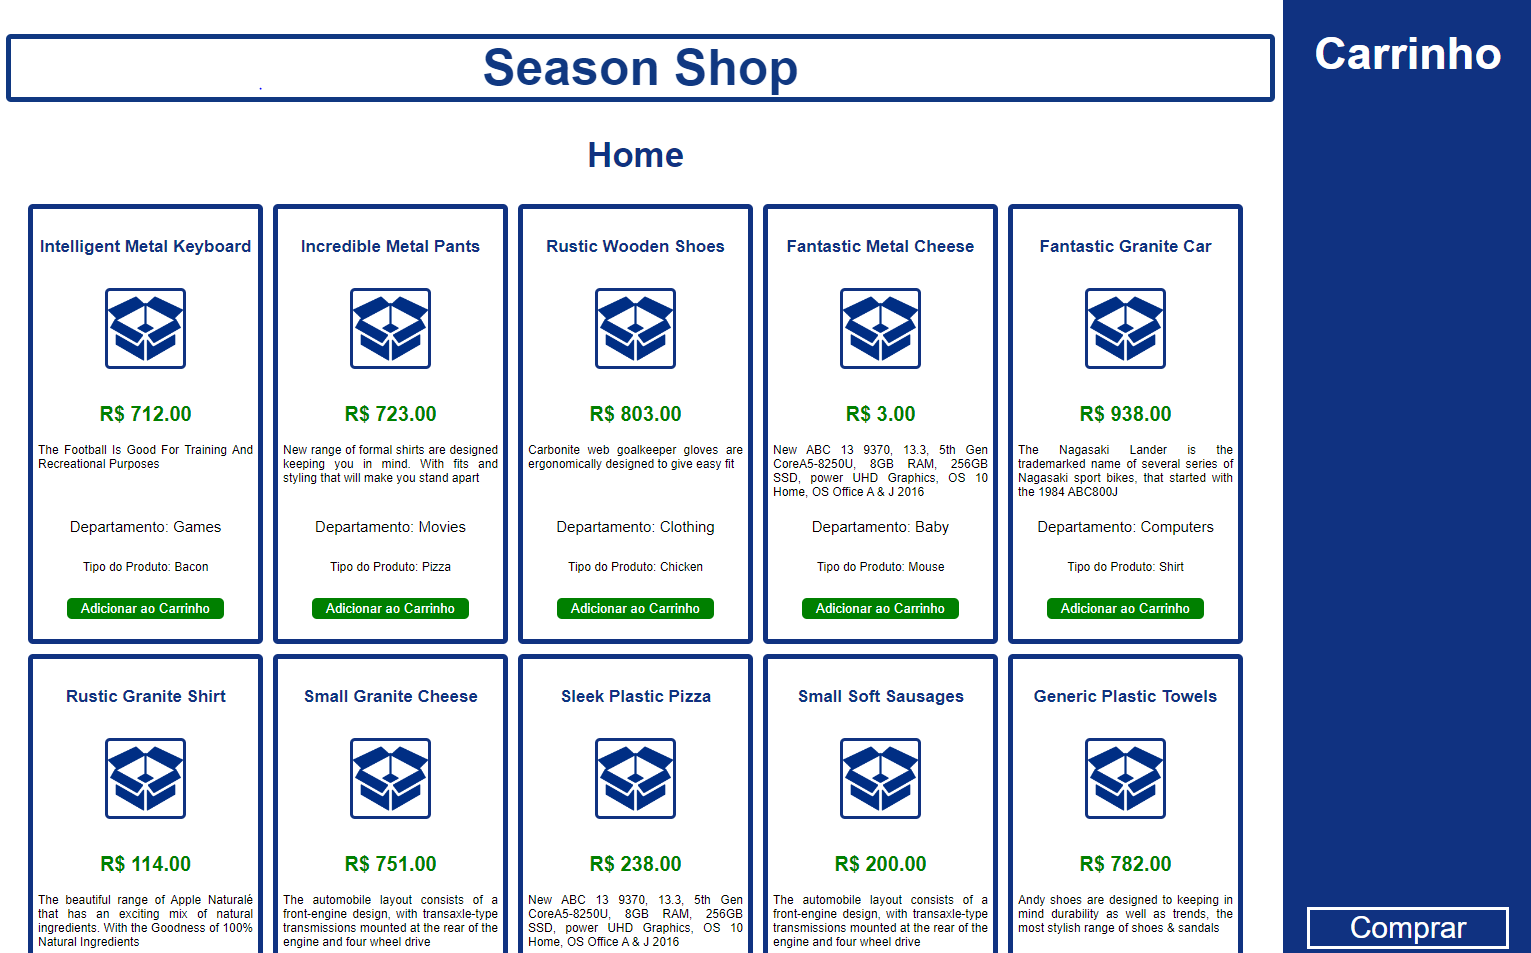 Season Shop
Carrinho
Home
Intelligent Metal Keyboard
R$ 712.00
The Football Is Good For Training And
Recreational Purposes
Departamento: Games
Tipo do Produto: Bacon
Adicionar ao Carrinho
Incredible Metal Pants
R$ 723.00
New range of formal shirts are designed
keeping you in mind. With fits and
styling that will make you stand apart
Departamento: Movies
Tipo do Produto: Pizza
Adicionar ao Carrinho
Rustic Wooden Shoes
R$ 803.00
Carbonite web goalkeeper gloves are
ergonomically designed to give easy fit
Departamento: Clothing
Tipo do Produto: Chicken
Adicionar ao Carrinho
Fantastic Metal Cheese
R$ 3.00
New ABC 13 9370, 13.3, 5th Gen
CoreA5-8250U, 8GB RAM, 256GB
SSD, power UHD Graphics, OS 10
Home, OS Office A & J 2016
Departamento: Baby
Tipo do Produto: Mouse
Adicionar ao Carrinho
Fantastic Granite Car
R$ 938.00
The Nagasaki Lander is the
trademarked name of several series of
Nagasaki sport bikes, that started with
the 1984 ABC800J
Departamento: Computers
Tipo do Produto: Shirt
Adicionar ao Carrinho
Rustic Granite Shirt
R$ 114.00
The beautiful range of Apple Naturalé
that has an exciting mix of natural
ingredients. With the Goodness of 100%
Natural Ingredients
Small Granite Cheese
R$ 751.00
The automobile layout consists of a
front-engine design, with transaxle-type
transmissions mounted at the rear of the
engine and four wheel drive
Sleek Plastic Pizza
R$ 238.00
New ABC 13 9370, 13.3, 5th Gen
CoreA5-8250U, 8GB RAM, 256GB
SSD, power UHD Graphics, OS 10
Home, OS Office A & J 2016
Small Soft Sausages
R$ 200.00
The automobile layout consists of a
front-engine design, with transaxle-type
transmissions mounted at the rear of the
engine and four wheel drive
Generic Plastic Towels
R$ 782.00
Andy shoes are designed to keeping in
mind durability as well as trends, the
most stylish range of shoes & sandals
Comprar